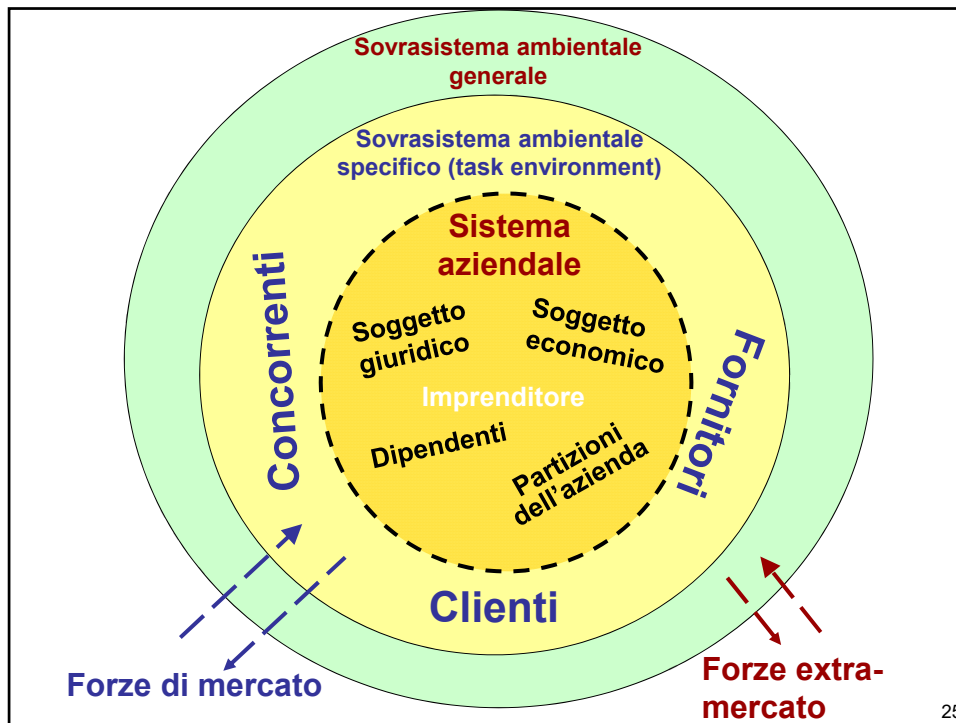 Sovrasistema ambientale
generale
Sovrasistema ambientale
specifico (task environment)
Sistema
aziendale
Soggetto
giuridico
Soggetto
economico
Imprenditore
Dipendenti
Partizioni
dell’azienda
Concorrenti
Fornitori
Clienti
Forze di mercato
Forze extra-
mercato
25